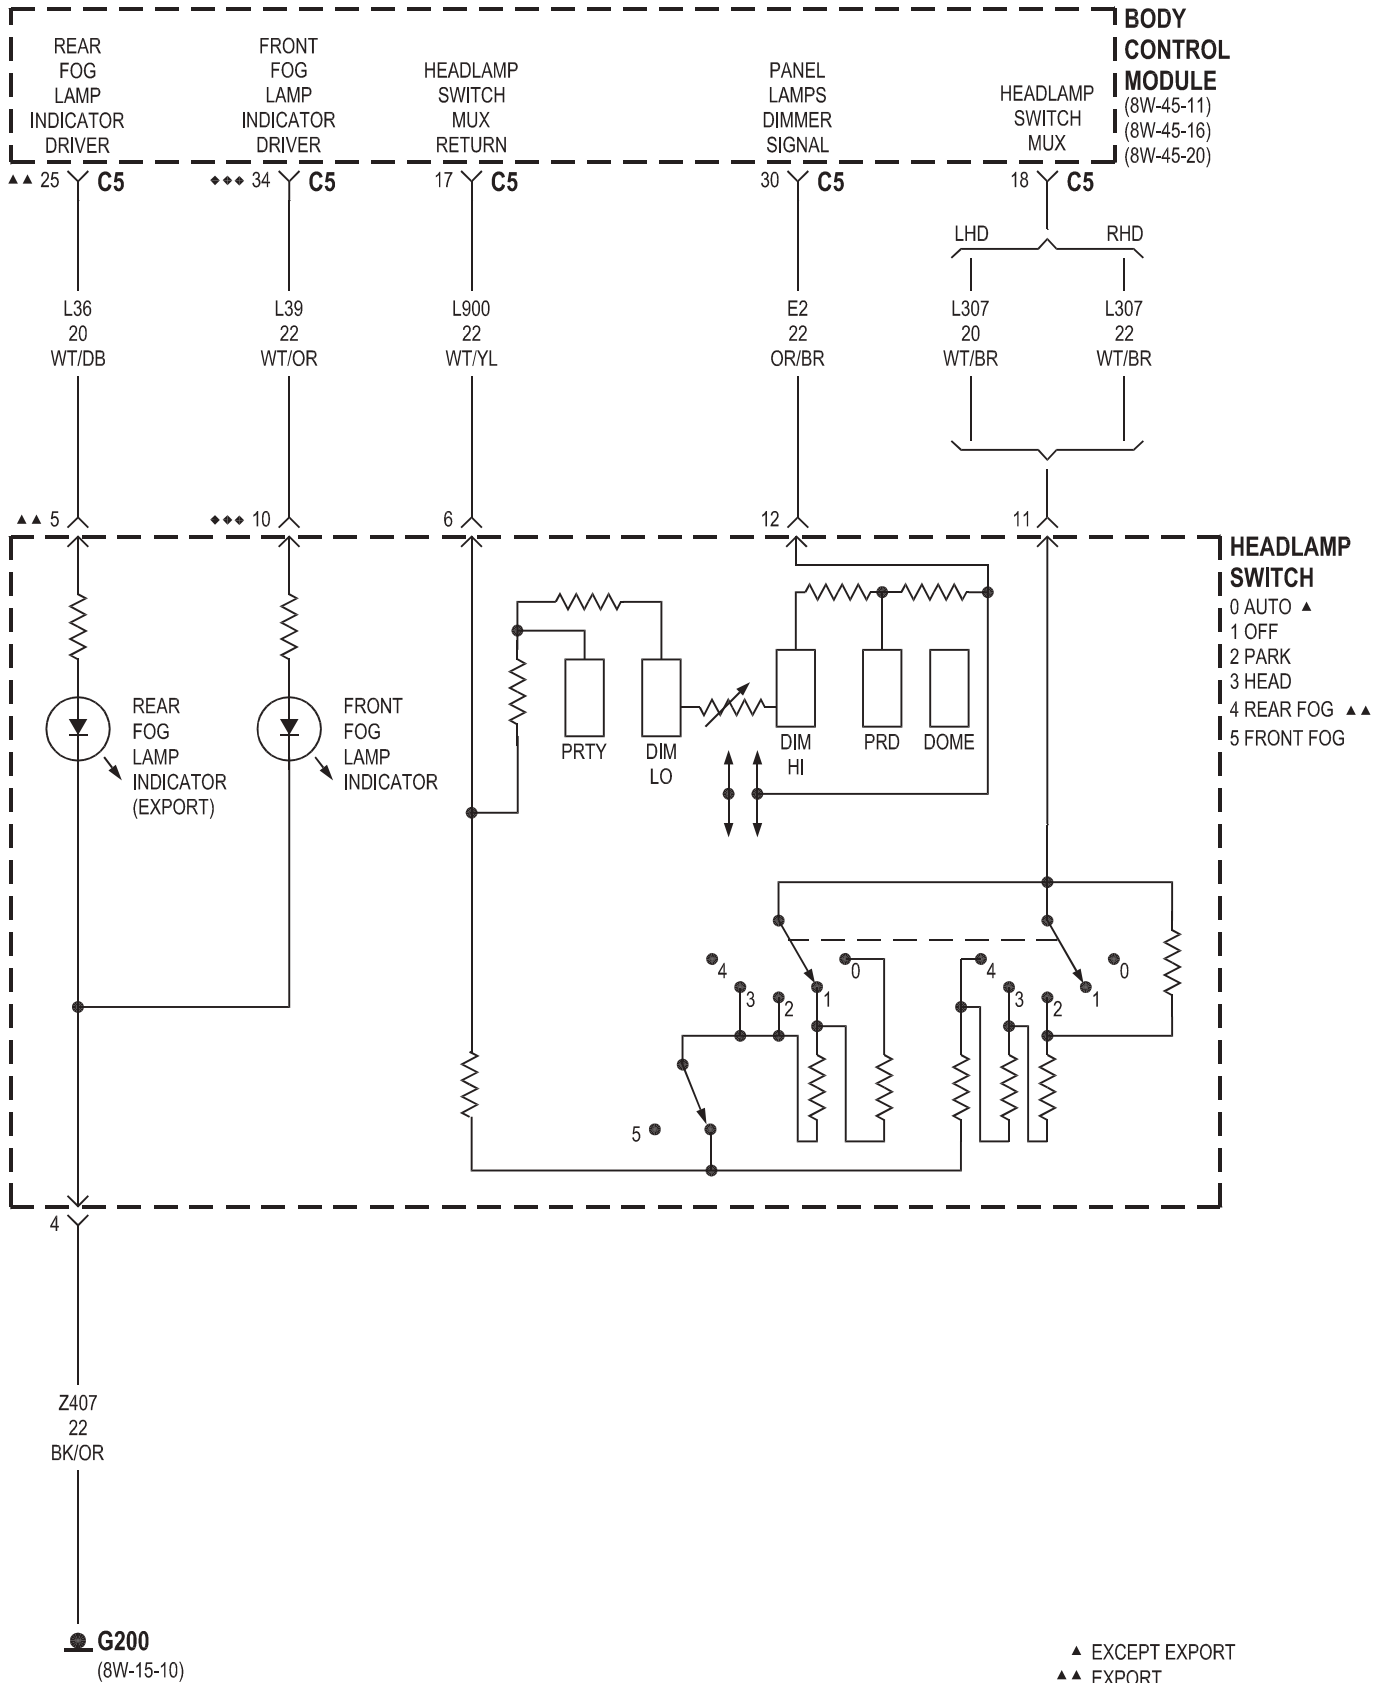 BODY
CONTROL
MODULE
(8W-45-11)
(8W-45-16)
(8W-45-20)
REAR
FOG
LAMP
INDICATOR
DRIVER
FRONT
FOG
LAMP
INDICATOR
DRIVER
HEADLAMP
SWITCH
MUX
RETURN
PANEL
LAMPS
DIMMER
SIGNAL
HEADLAMP
SWITCH
MUX
▲▲ 25 C5
◆◆◆ 34 C5
17 C5
30 C5
18 C5
LHD
RHD
L36
20
WT/DB
L39
22
WT/OR
L900
22
WT/YL
E2
22
OR/BR
L307
20
WT/BR
L307
22
WT/BR
▲▲ 5
◆◆◆ 10
6
12
11
HEADLAMP
SWITCH
0 AUTO ▲
1 OFF
2 PARK
3 HEAD
4 REAR FOG ▲▲
5 FRONT FOG
REAR
FOG
LAMP
INDICATOR
(EXPORT)
FRONT
FOG
LAMP
INDICATOR
PRTY
DIM
LO
DIM
HI
PRD
DOME
4
3
2
1
0
4
3
2
1
0
5
4
Z407
22
BK/OR
G200
(8W-15-10)
▲ EXCEPT EXPORT
▲▲ EXPORT